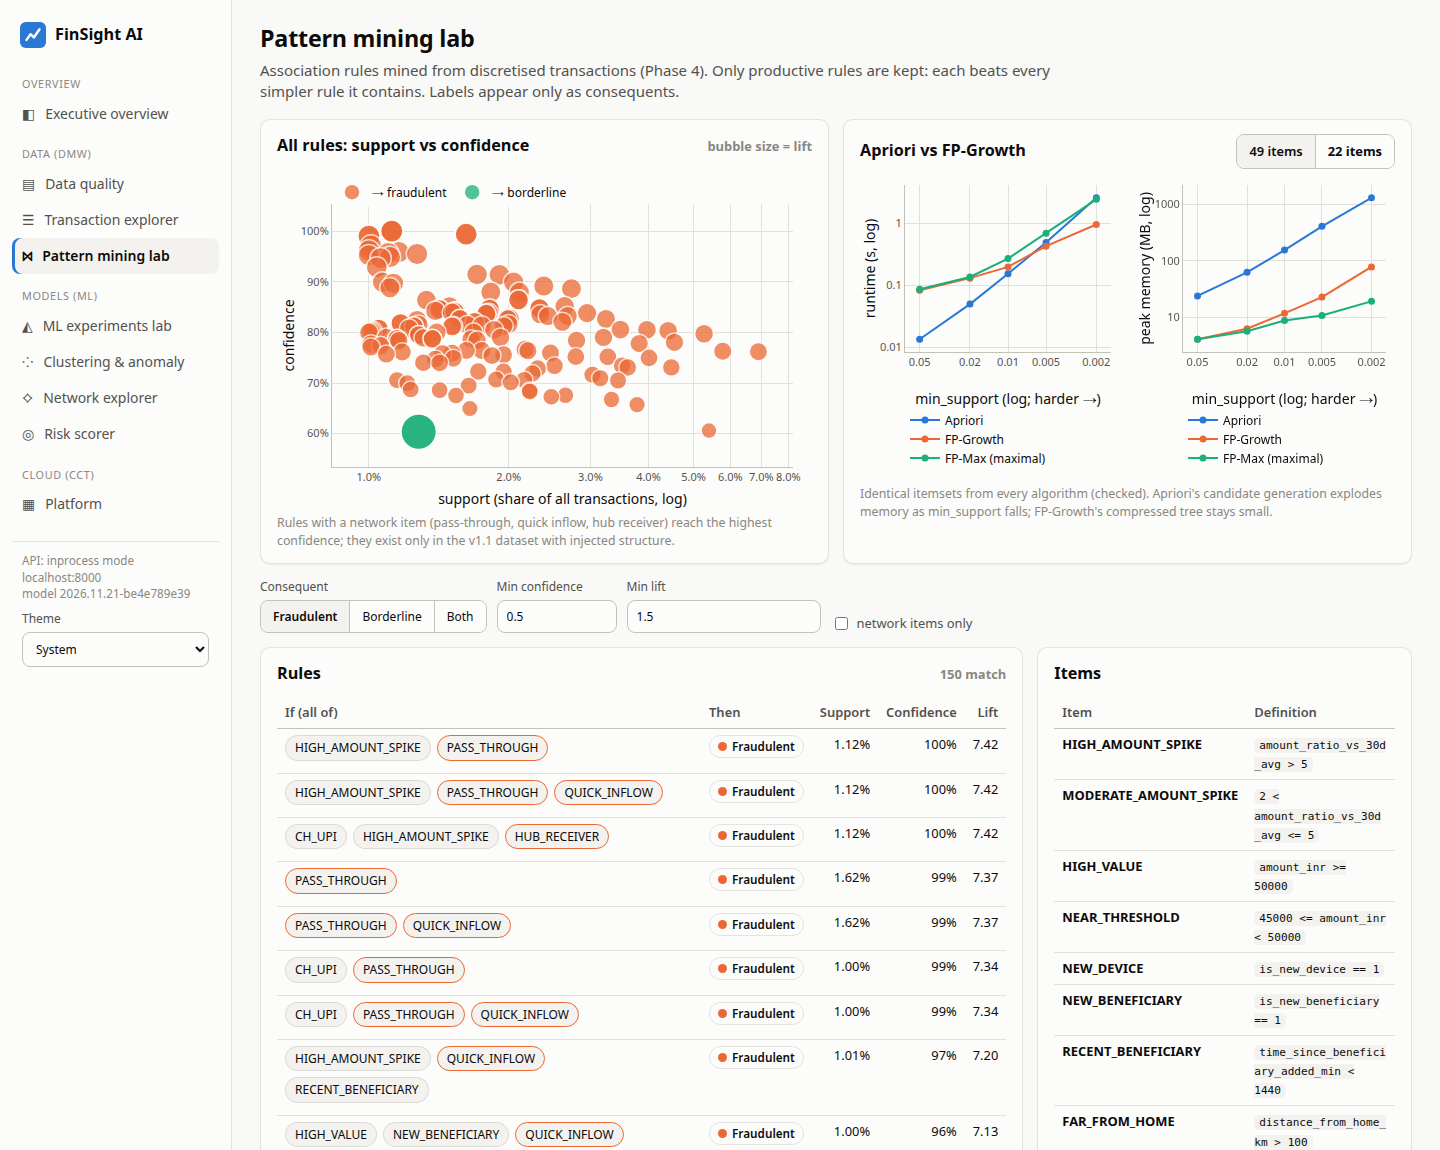 FinSight AI
OVERVIEW
Executive overview
DATA (DMW)
Data quality
Transaction explorer
Pattern mining lab
MODELS (ML)
ML experiments lab
Clustering & anomaly
Network explorer
Risk scorer
CLOUD (CCT)
Platform
API: inprocess mode
localhost:8000
model 2026.11.21-be4e789e39
Theme
System
Pattern mining lab
Association rules mined from discretised transactions (Phase 4). Only productive rules are kept: each beats every
simpler rule it contains. Labels appear only as consequents.
All rules: support vs confidence
bubble size = lift
→ fraudulent
→ borderline
100%
90%
80%
70%
60%
confidence
1.0% 2.0% 3.0% 4.0% 5.0% 6.0% 7.0% 8.0%
support (share of all transactions, log)
Rules with a network item (pass-through, quick inflow, hub receiver) reach the highest
confidence; they exist only in the v1.1 dataset with injected structure.
Apriori vs FP-Growth
49 items 22 items
runtime (s, log)
1
0.1
0.01
0.05 0.02 0.01 0.005 0.002
min_support (log; harder →)
Apriori
FP-Growth
FP-Max (maximal)
peak memory (MB, log)
1000
100
10
0.05 0.02 0.01 0.005 0.002
min_support (log; harder →)
Apriori
FP-Growth
FP-Max (maximal)
Identical itemsets from every algorithm (checked). Apriori's candidate generation explodes
memory as min_support falls; FP-Growth's compressed tree stays small.
Consequent Min confidence Min lift
Fraudulent Borderline Both 0.5 1.5 network items only
Rules 150 match
If (all of) Then Support Confidence Lift
HIGH_AMOUNT_SPIKE PASS_THROUGH Fraudulent 1.12% 100% 7.42
HIGH_AMOUNT_SPIKE PASS_THROUGH QUICK_INFLOW Fraudulent 1.12% 100% 7.42
CH_UPI HIGH_AMOUNT_SPIKE HUB_RECEIVER Fraudulent 1.12% 100% 7.42
PASS_THROUGH Fraudulent 1.62% 99% 7.37
PASS_THROUGH QUICK_INFLOW Fraudulent 1.62% 99% 7.37
CH_UPI PASS_THROUGH Fraudulent 1.00% 99% 7.34
CH_UPI PASS_THROUGH QUICK_INFLOW Fraudulent 1.00% 99% 7.34
HIGH_AMOUNT_SPIKE QUICK_INFLOW Fraudulent 1.01% 97% 7.20
RECENT_BENEFICIARY
HIGH_VALUE NEW_BENEFICIARY QUICK_INFLOW Fraudulent 1.00% 96% 7.13
Items
Item Definition
HIGH_AMOUNT_SPIKE amount_ratio_vs_30d
_avg > 5
MODERATE_AMOUNT_SPIKE 2 <
amount_ratio_vs_30d
_avg <= 5
HIGH_VALUE amount_inr >=
50000
NEAR_THRESHOLD 45000 <= amount_inr
< 50000
NEW_DEVICE is_new_device == 1
NEW_BENEFICIARY is_new_beneficiary
== 1
RECENT_BENEFICIARY time_since_benefici
ary_added_min <
1440
FAR_FROM_HOME distance_from_home_
km > 100